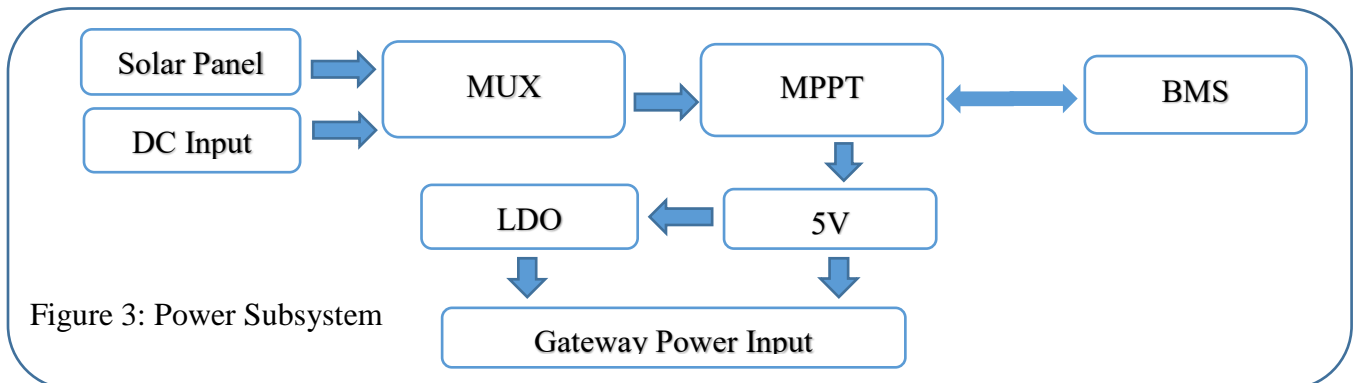 Solar Panel
MUX
MPPT
BMS
DC Input
LDO
5V
Figure 3: Power Subsystem
Gateway Power Input